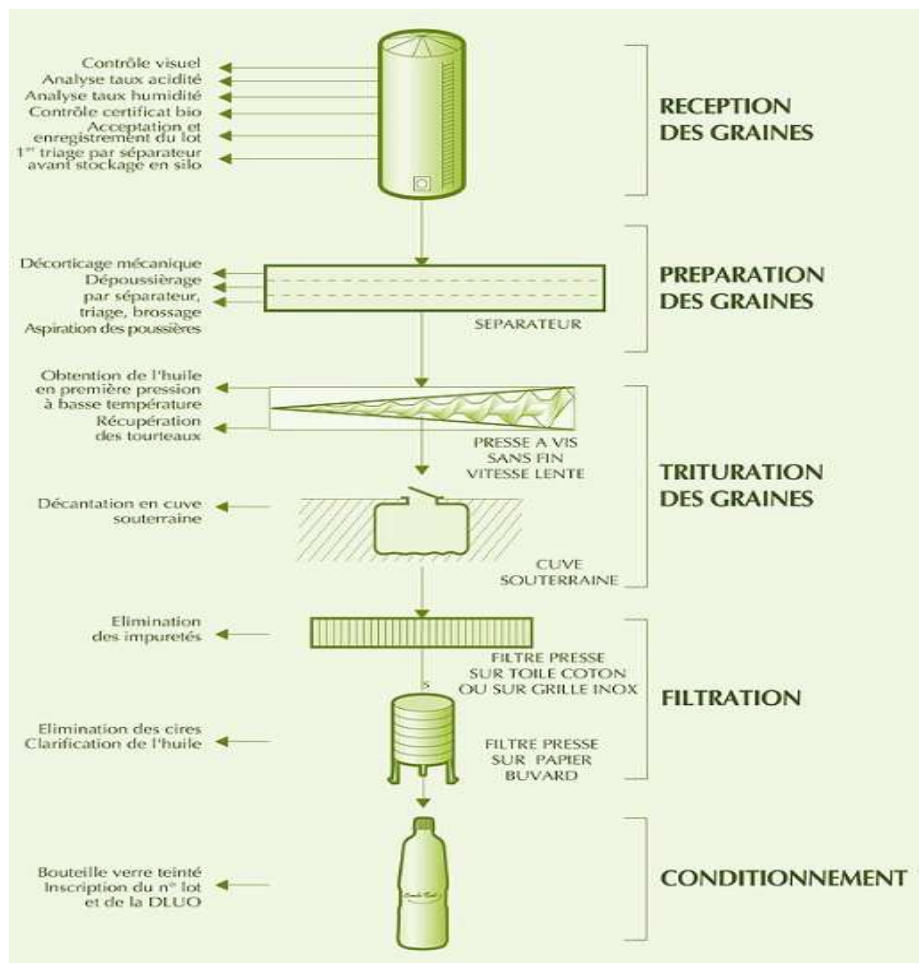 Contrôle visuel
Analyse taux acidité
Analyse taux humidité
Contrôle certificat bio
Acceptation et
enregistrement du lot
1er triage par séparateur
avant stockage en silo
RECEPTION
DES GRAINES
Décorticage mécanique
Dépoussièrage
par séparateur,
triage, brossage
Aspiration des poussières
SEPARATEUR
PREPARATION
DES GRAINES
Obtention de l'huile
en première pression
à basse température
Récupération
des tourteaux
PRESSE A VIS
SANS FIN
VITESSE LENTE
Décantation en cuve
souterraine
CUVE
SOUTERRAINE
TRITURATION
DES GRAINES
Elimination
des impuretés
FILTRE PRESSE
SUR TOILE COTON
OU SUR GRILLE INOX
S
Elimination des cires
Clarification de l'huile
FILTRE PRESSE
SUR PAPIER
BUVARD
FILTRATION
Bouteille verre teinté
Inscription du n° lot
et de la DLUO
CONDITIONNEMENT